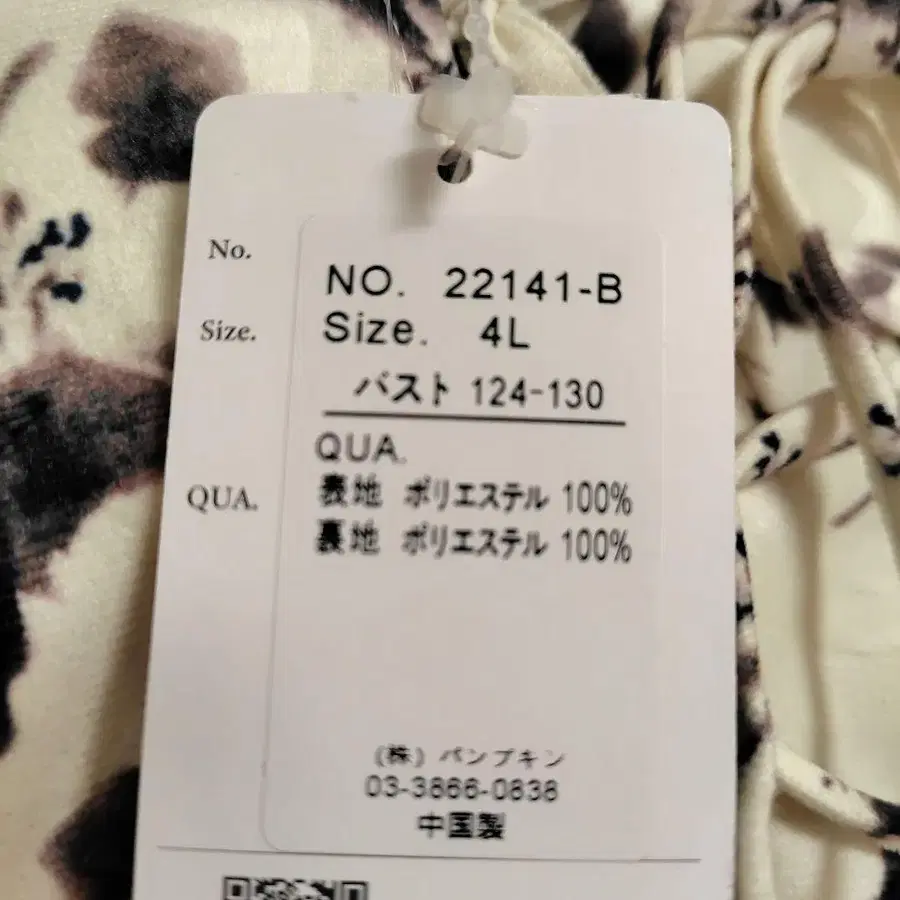 No.
NO. 22141-B
Size.
Size. 4L
バスト 124-130
QUA.
QUA.
表地 ポリエステル 100%
裏地 ポリエステル 100%
(株) パンプキン
03-3866-0838
中国製